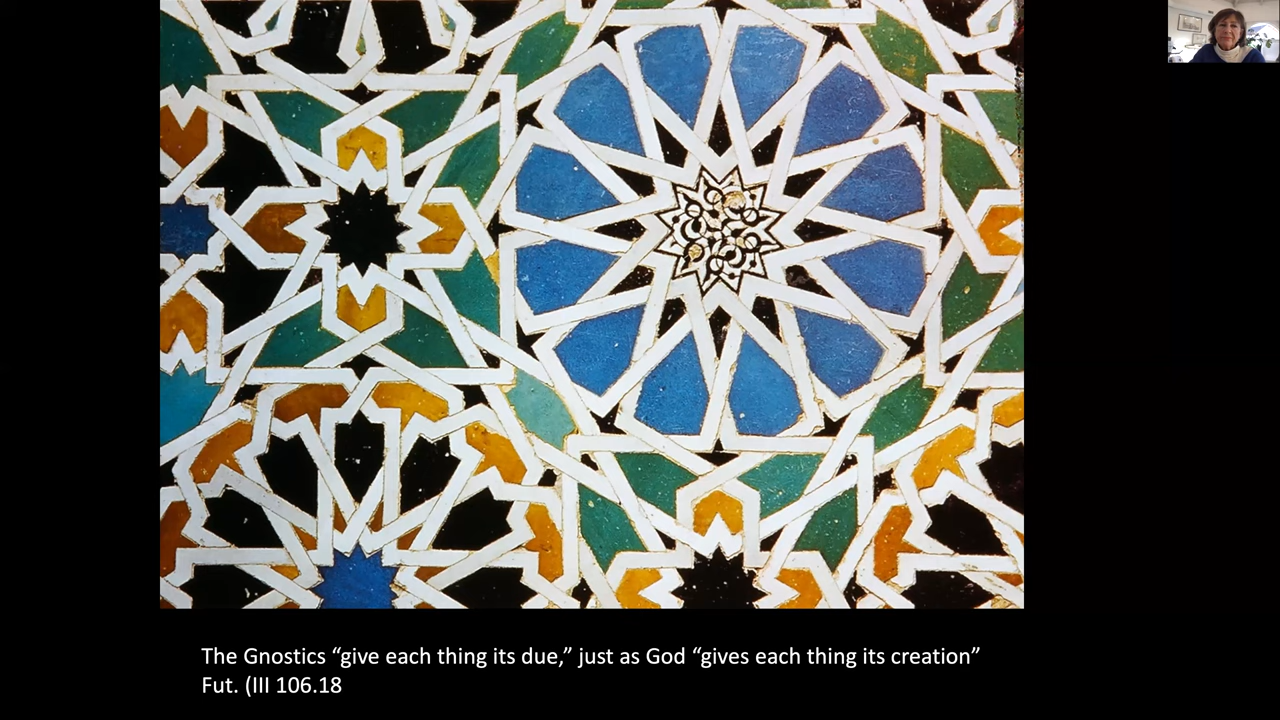 The Gnostics “give each thing its due,” just as God “gives each thing its creation”
Fut. (III 106.18